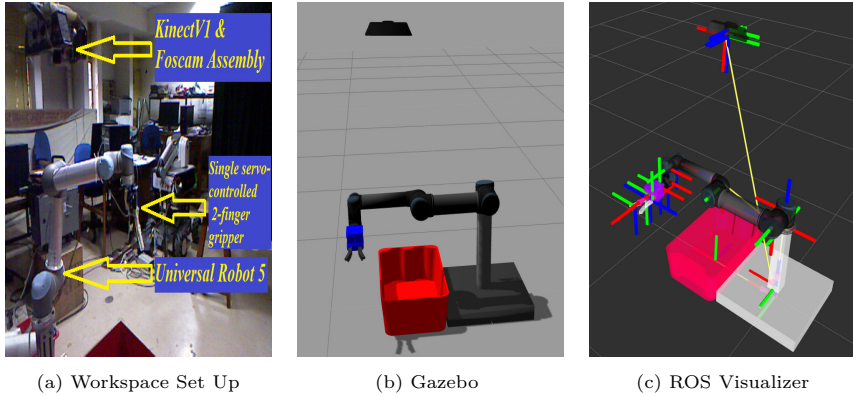 KinectV1 &
Foscam Assembly
Single servo-
controlled
2-finger
gripper
Universal Robot 5
(a) Workspace Set Up
(b) Gazebo
(c) ROS Visualizer